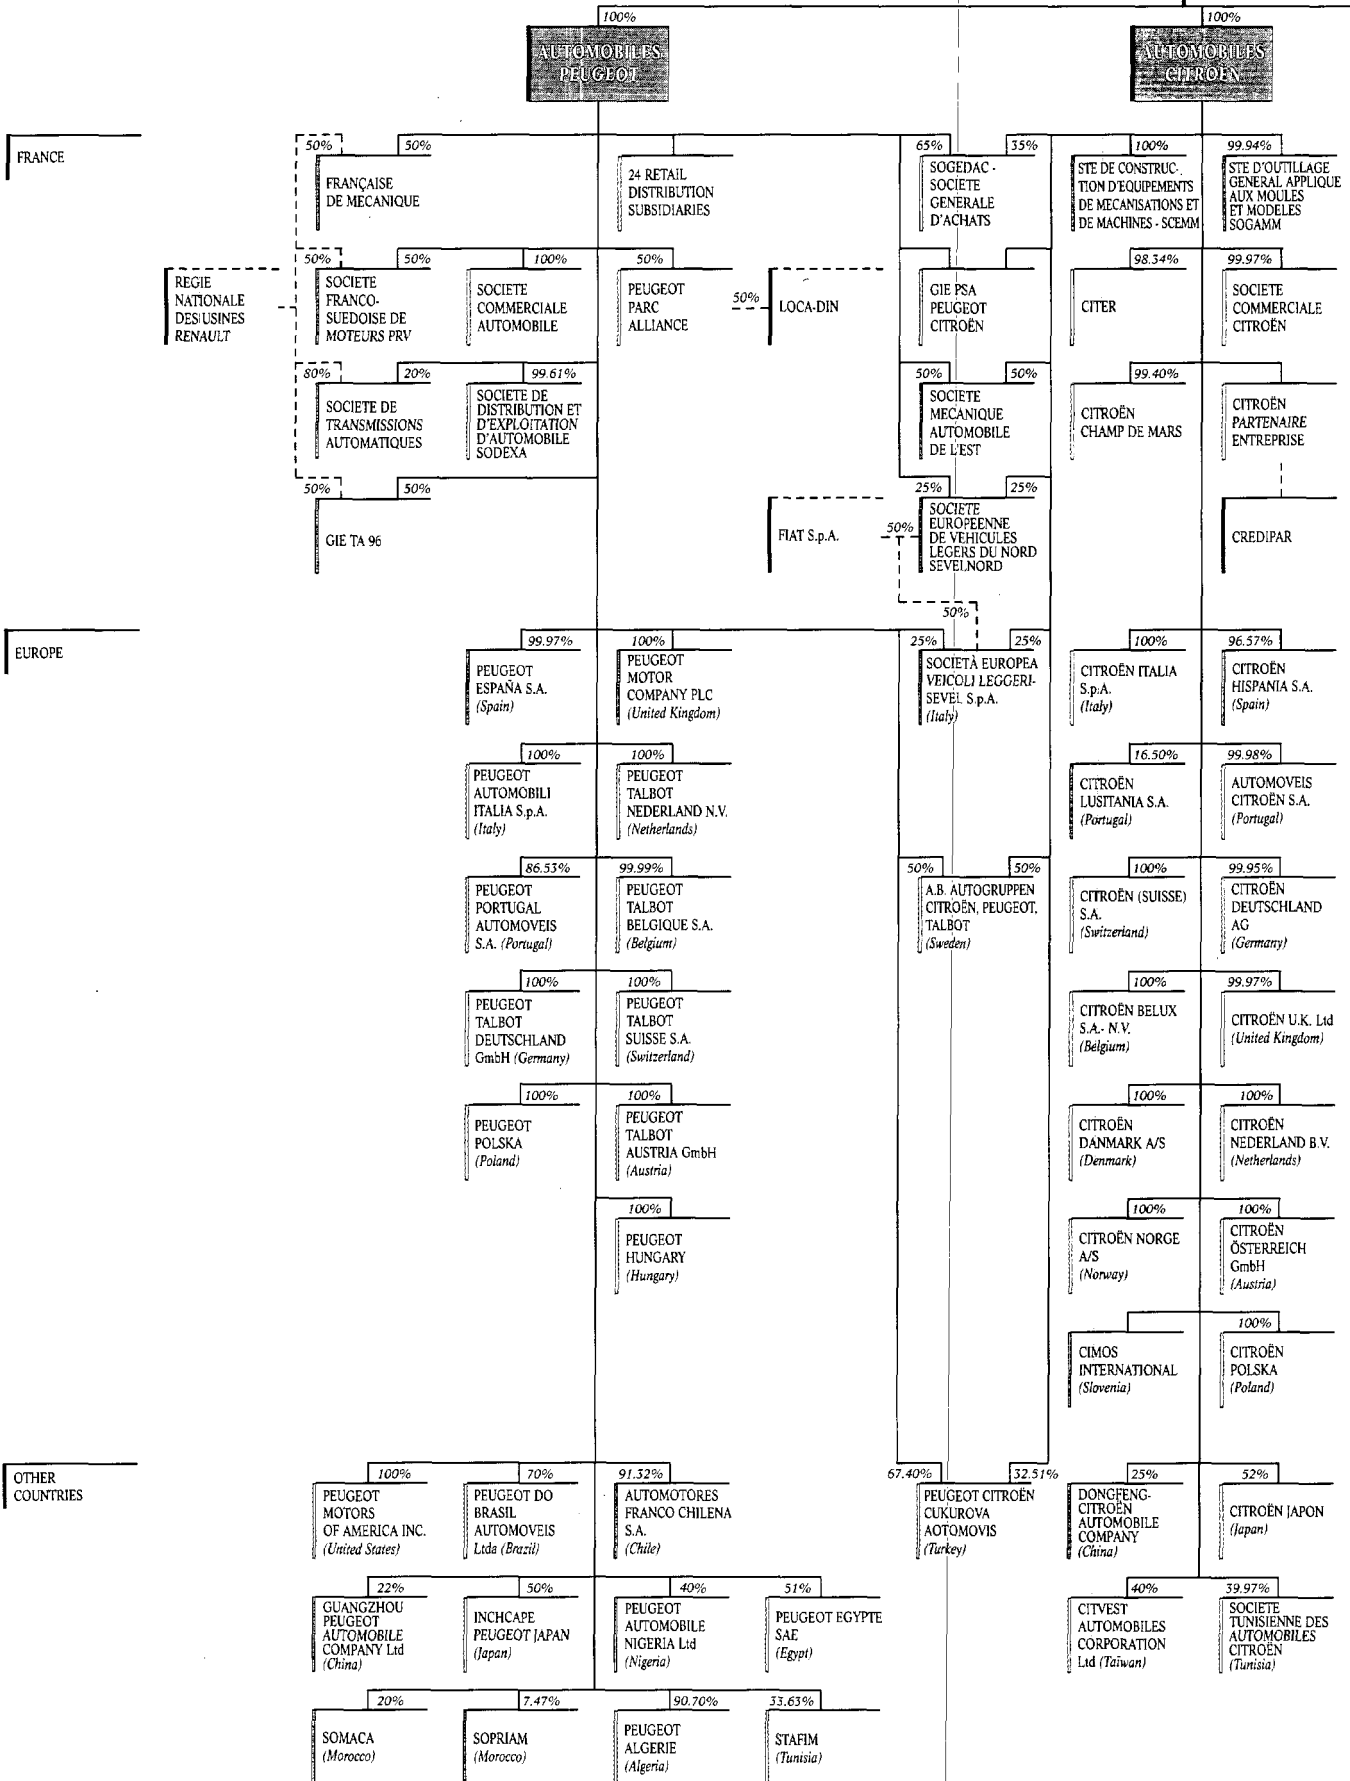 100%
100%
AUTOMOBILES
PEUGEOT
AUTOMOBILES
CITROËN
FRANCE
50%
50%
FRANÇAISE
DE MECANIQUE
24 RETAIL
DISTRIBUTION
SUBSIDIARIES
65%
35%
SOGEDAC -
SOCIETE
GENERALE
D'ACHATS
100%
STE DE CONSTRUC-
TION D'EQUIPEMENTS
DE MECANISATIONS ET
DE MACHINES - SCEMM
99.94%
STE D'OUTILLAGE
GENERAL APPLIQUE
AUX MOULES
ET MODELES
SOGAMM
REGIE
NATIONALE
DES USINES
RENAULT
50%
50%
SOCIETE
FRANCO-
SUEDOISE DE
MOTEURS PRV
100%
SOCIETE
COMMERCIALE
AUTOMOBILE
50%
PEUGEOT
PARC
ALLIANCE
50%
LOCA-DIN
GIE PSA
PEUGEOT
CITROËN
98.34%
CITER
99.97%
SOCIETE
COMMERCIALE
CITROËN
80%
20%
SOCIETE DE
TRANSMISSIONS
AUTOMATIQUES
99.61%
SOCIETE DE
DISTRIBUTION ET
D'EXPLOITATION
D'AUTOMOBILE
SODEXA
50%
50%
SOCIETE
MECANIQUE
AUTOMOBILE
DE L'EST
99.40%
CITROËN
CHAMP DE MARS
CITROËN
PARTENAIRE
ENTREPRISE
50%
50%
GIE TA 96
FIAT S.p.A.
50%
25%
25%
SOCIETE
EUROPEENNE
DE VEHICULES
LEGERS DU NORD
SEVELNORD
CREDIPAR
50%
EUROPE
99.97%
PEUGEOT
ESPAÑA S.A.
(Spain)
100%
PEUGEOT
MOTOR
COMPANY PLC
(United Kingdom)
25%
25%
SOCIETÀ EUROPEA
VEICOLI LEGGERI-
SEVEL S.p.A.
(Italy)
100%
CITROËN ITALIA
S.p.A.
(Italy)
96.57%
CITROËN
HISPANIA S.A.
(Spain)
100%
PEUGEOT
AUTOMOBILI
ITALIA S.p.A.
(Italy)
100%
PEUGEOT
TALBOT
NEDERLAND N.V.
(Netherlands)
16.50%
CITROËN
LUSITANIA S.A.
(Portugal)
99.98%
AUTOMOVEIS
CITROËN S.A.
(Portugal)
86.53%
PEUGEOT
PORTUGAL
AUTOMOVEIS
S.A. (Portugal)
99.99%
PEUGEOT
TALBOT
BELGIQUE S.A.
(Belgium)
50%
50%
A.B. AUTOGRUPPEN
CITROËN, PEUGEOT,
TALBOT
(Sweden)
100%
CITROËN (SUISSE)
S.A.
(Switzerland)
99.95%
CITROËN
DEUTSCHLAND
AG
(Germany)
100%
PEUGEOT
TALBOT
DEUTSCHLAND
GmbH (Germany)
100%
PEUGEOT
TALBOT
SUISSE S.A.
(Switzerland)
100%
CITROËN BELUX
S.A.- N.V.
(Belgium)
99.97%
CITROËN U.K. Ltd
(United Kingdom)
100%
PEUGEOT
POLSKA
(Poland)
100%
PEUGEOT
TALBOT
AUSTRIA GmbH
(Austria)
100%
CITROËN
DANMARK A/S
(Denmark)
100%
CITROËN
NEDERLAND B.V.
(Netherlands)
100%
PEUGEOT
HUNGARY
(Hungary)
100%
CITROËN NORGE
A/S
(Norway)
100%
CITROËN
ÖSTERREICH
GmbH
(Austria)
CIMOS
INTERNATIONAL
(Slovenia)
100%
CITROËN
POLSKA
(Poland)
OTHER
COUNTRIES
100%
PEUGEOT
MOTORS
OF AMERICA INC.
(United States)
70%
PEUGEOT DO
BRASIL
AUTOMOVEIS
Ltda (Brazil)
91.32%
AUTOMOTORES
FRANCO CHILENA
S.A.
(Chile)
67.40%
32.51%
PEUGEOT CITROËN
CUKUROVA
AOTOMOVIS
(Turkey)
25%
DONGFENG-
CITROËN
AUTOMOBILE
COMPANY
(China)
52%
CITROËN JAPON
(Japan)
22%
GUANGZHOU
PEUGEOT
AUTOMOBILE
COMPANY Ltd
(China)
50%
INCHCAPE
PEUGEOT JAPAN
(Japan)
40%
PEUGEOT
AUTOMOBILE
NIGERIA Ltd
(Nigeria)
51%
PEUGEOT EGYPTE
SAE
(Egypt)
40%
CITVEST
AUTOMOBILES
CORPORATION
Ltd (Taïwan)
39.97%
SOCIETE
TUNISIENNE DES
AUTOMOBILES
CITROËN
(Tunisia)
20%
SOMACA
(Morocco)
7.47%
SOPRIAM
(Morocco)
90.70%
PEUGEOT
ALGERIE
(Algeria)
33.63%
STAFIM
(Tunisia)